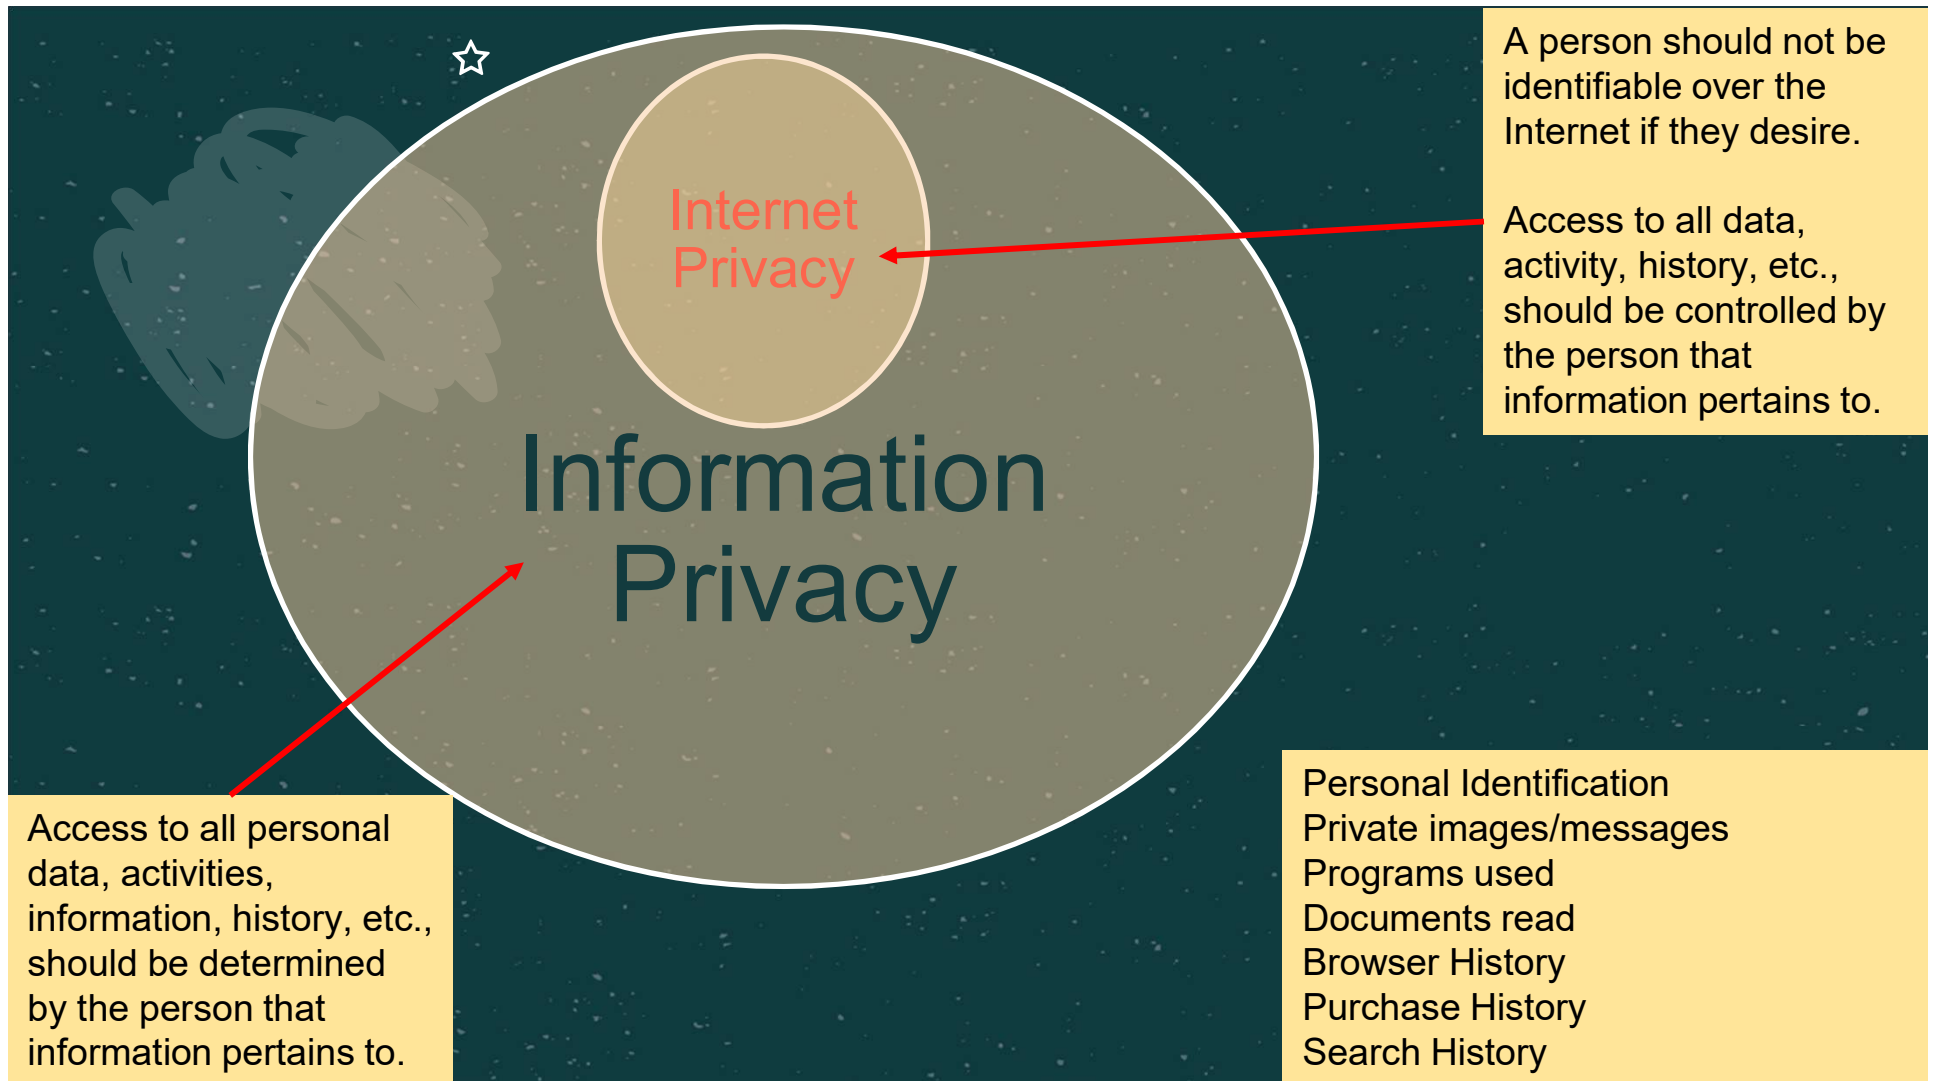 A person should not be
identifiable over the
Internet if they desire.
Access to all data,
activity, history, etc.,
should be controlled by
the person that
information pertains to.
Internet
Privacy
Information
Privacy
Access to all personal
data, activities,
information, history, etc.,
should be determined
by the person that
information pertains to.
Personal Identification
Private images/messages
Programs used
Documents read
Browser History
Purchase History
Search History